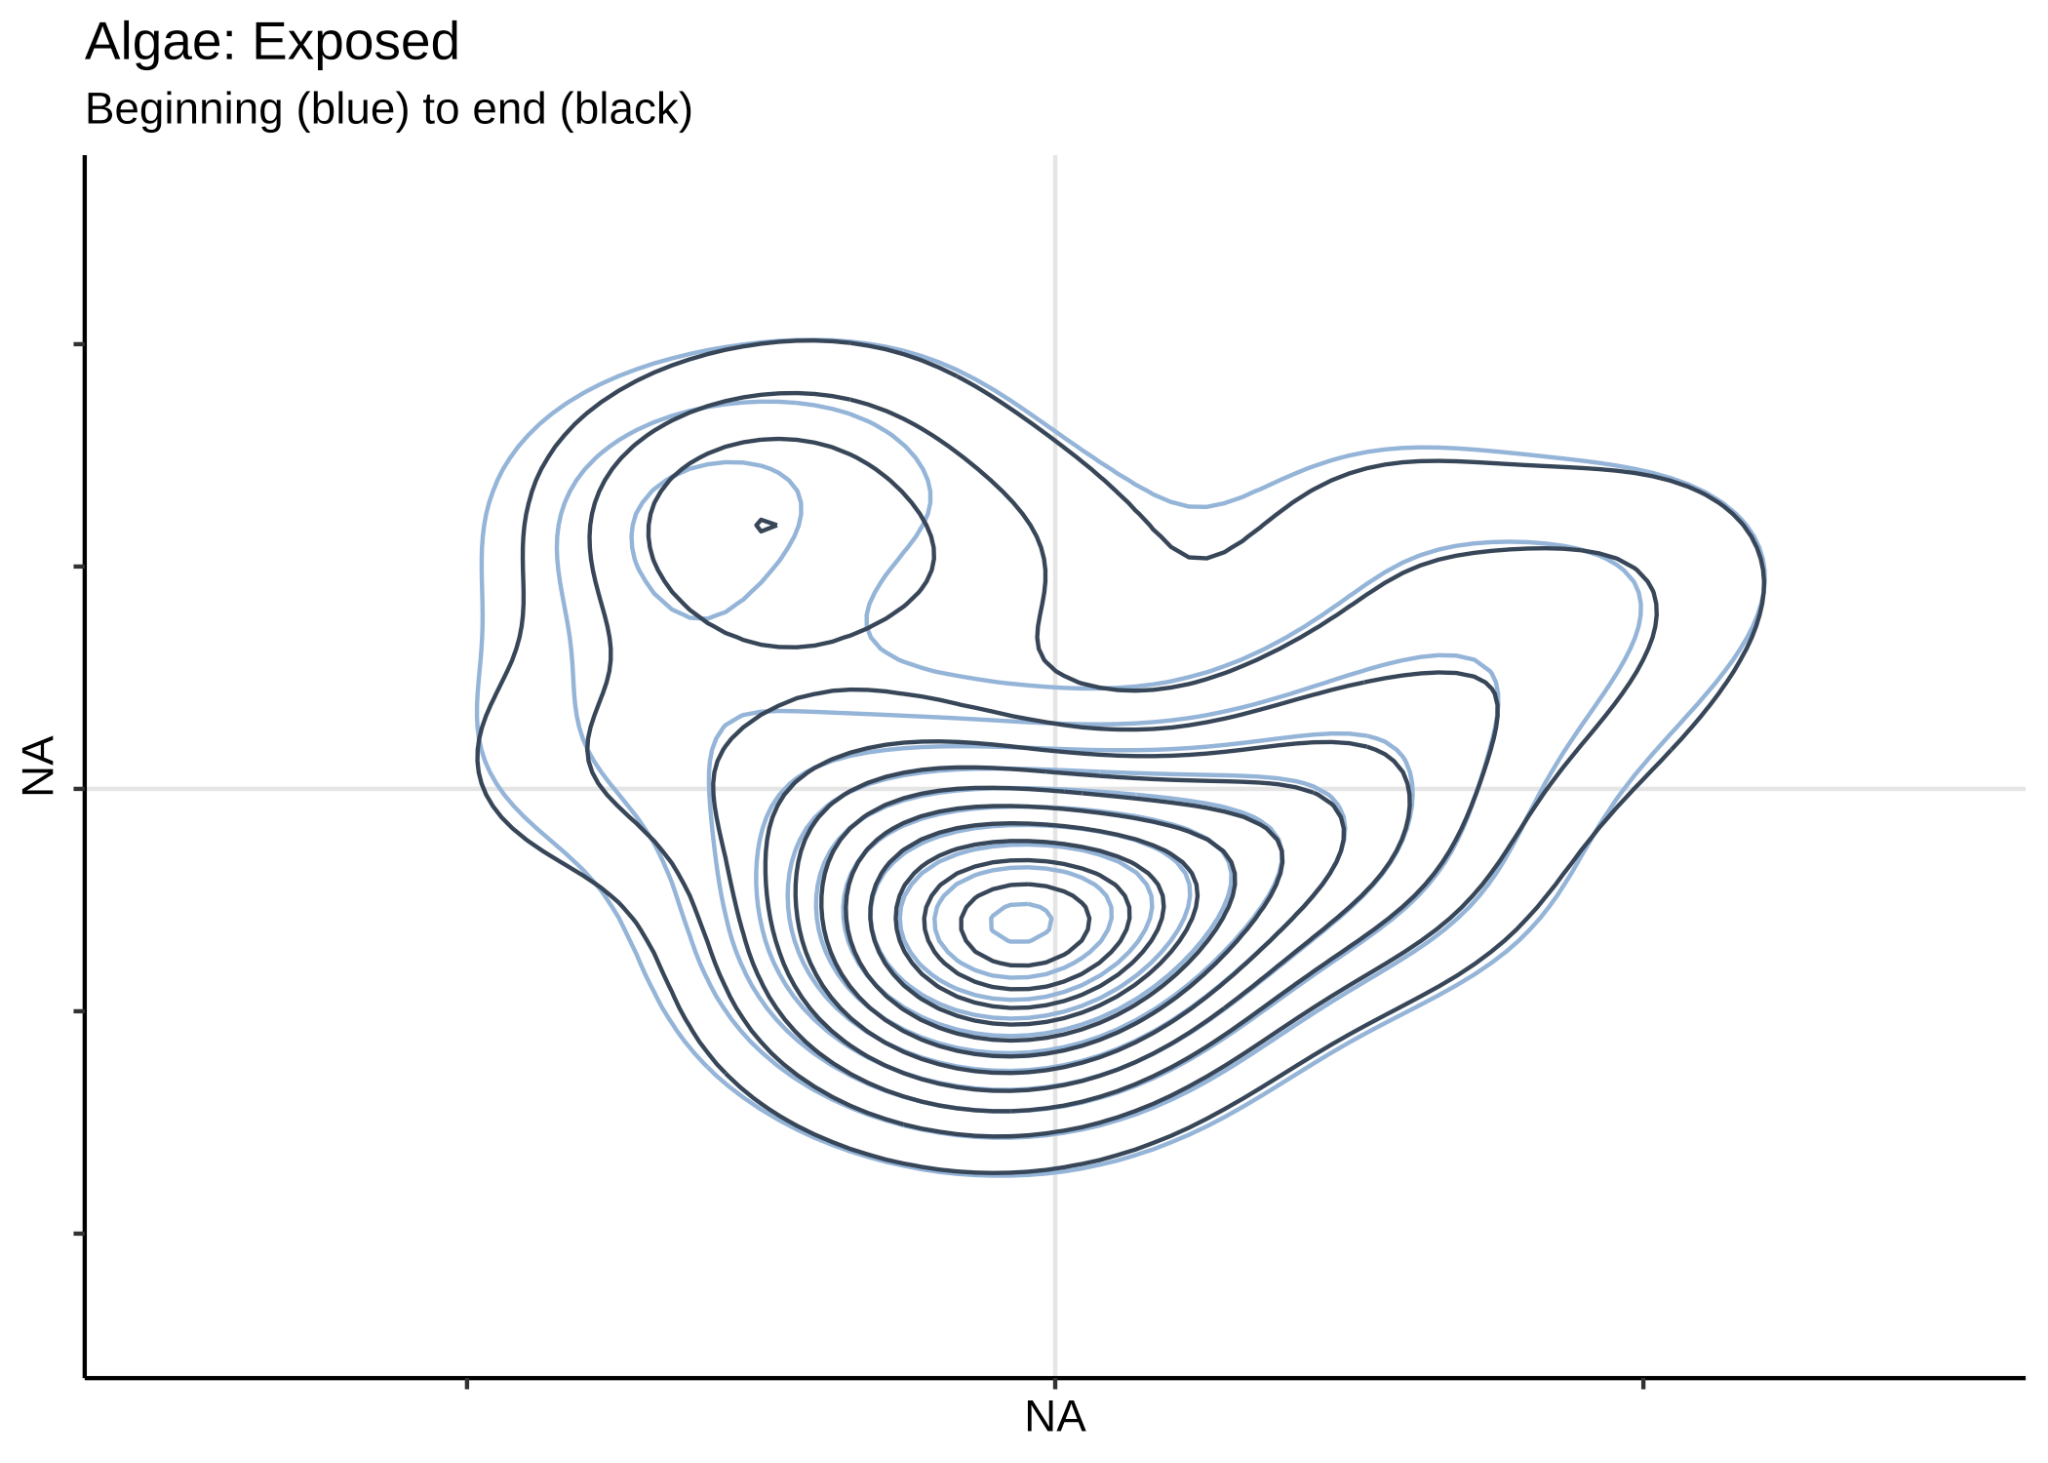 Algae: Exposed
Beginning (blue) to end (black)
NA
NA